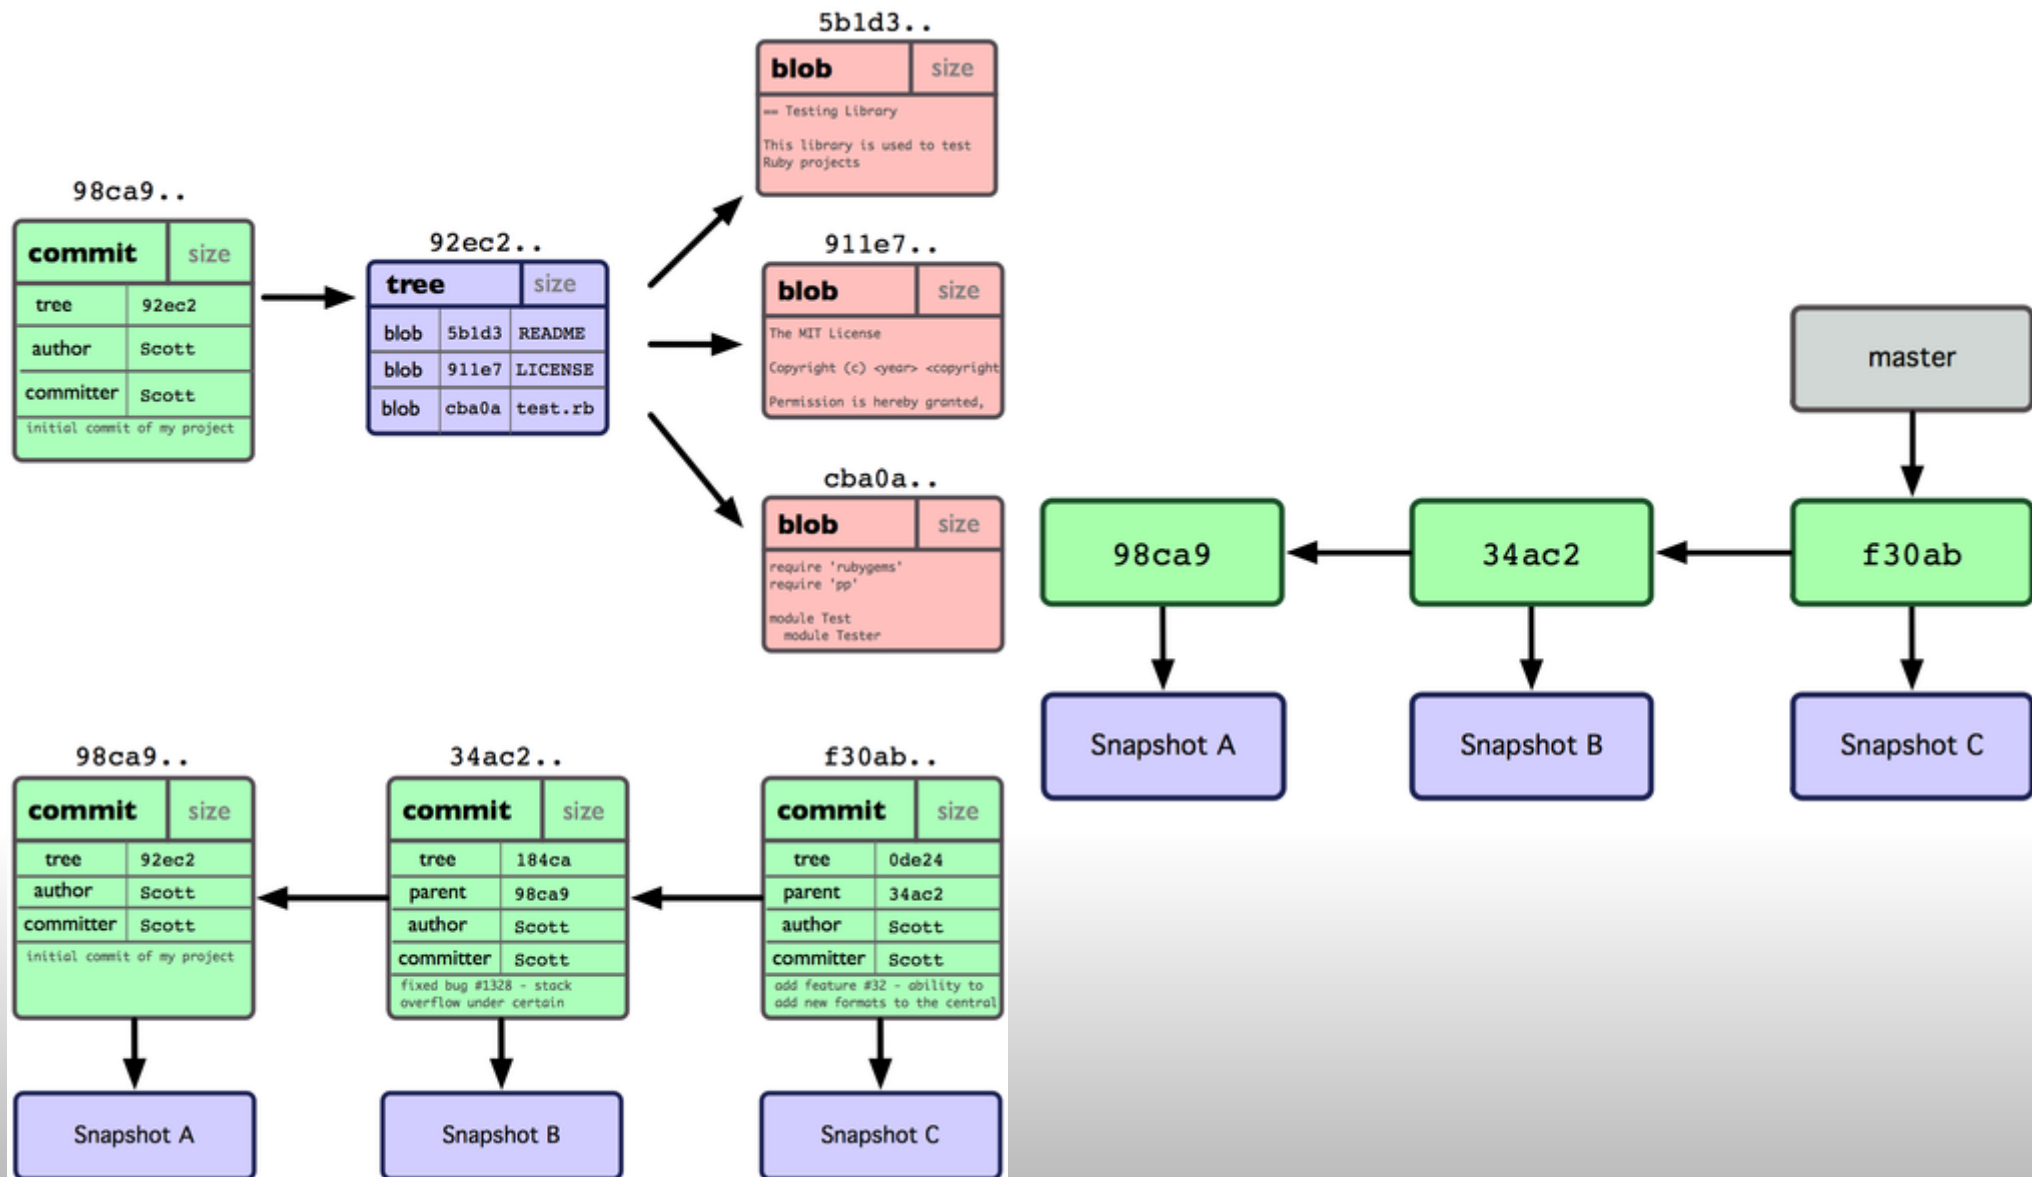 5b1d3..
blob size
== Testing Library
This library is used to test
Ruby projects
98ca9..
commit size
tree 92ec2
author Scott
committer Scott
initial commit of my project
92ec2..
tree size
blob 5b1d3 README
blob 911e7 LICENSE
blob cba0a test.rb
911e7..
blob size
The MIT License
Copyright (c) <year> <copyright
Permission is hereby granted,
cba0a..
blob size
require 'rubygems'
require 'pp'
module Test
module Tester
master
98ca9
34ac2
f30ab
Snapshot A
Snapshot B
Snapshot C
98ca9..
commit size
tree 92ec2
author Scott
committer Scott
initial commit of my project
Snapshot A
34ac2..
commit size
tree 184ca
parent 98ca9
author Scott
committer Scott
fixed bug #1328 - stack
overflow under certain
Snapshot B
f30ab..
commit size
tree 0de24
parent 34ac2
author Scott
committer Scott
add feature #32 - ability to
add new formats to the central
Snapshot C